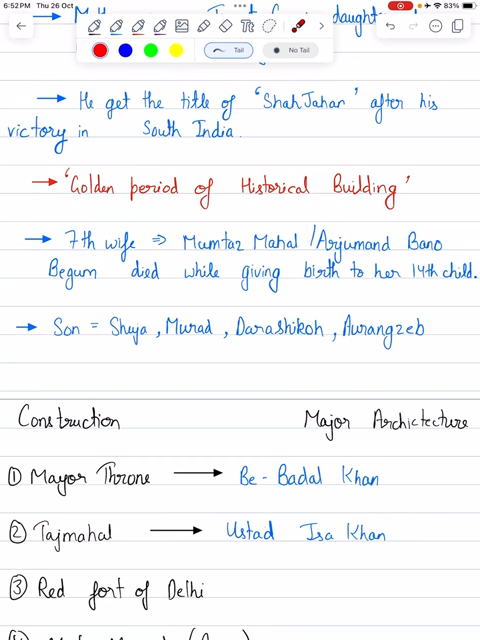 6:52 PM Thu 26 Oct
83%
Tail
No Tail
→ He get the title of 'ShahJahan' after his
victory in South India.
→ 'Golden period of Historical Building'
→ 7th wife ⇒ Mumtaz Mahal / Arjumand Bano
Begum died while giving birth to her 14th child.
→ Son = Shuja, Murad, Darashikoh, Aurangzeb
Construction Major Archictecture
① Mayor Throne → Be-Badal Khan
② Tajmahal → Ustad Isa Khan
③ Red fort of Delhi